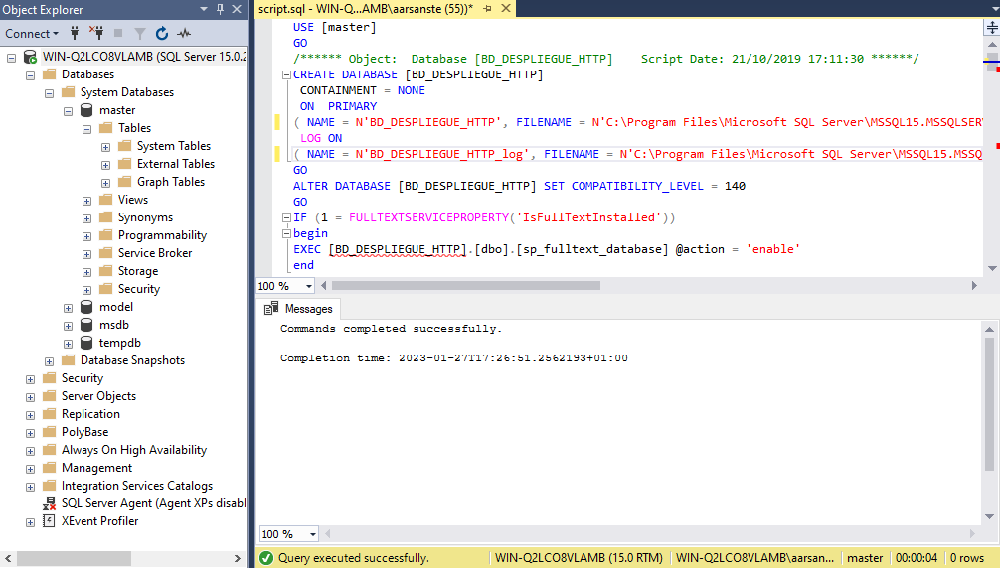 Object Explorer
Connect
WIN-Q2LCO8VLAMB (SQL Server 15.0.2
Databases
System Databases
master
Tables
System Tables
External Tables
Graph Tables
Views
Synonyms
Programmability
Service Broker
Storage
Security
model
msdb
tempdb
Database Snapshots
Security
Server Objects
Replication
PolyBase
Always On High Availability
Management
Integration Services Catalogs
SQL Server Agent (Agent XPs disabl
XEvent Profiler
script.sql - WIN-Q...AMB\aarsanste (55))*
USE [master]
GO
/****** Object:  Database [BD_DESPLIEGUE_HTTP]    Script Date: 21/10/2019 17:11:30 ******/
CREATE DATABASE [BD_DESPLIEGUE_HTTP]
CONTAINMENT = NONE
ON  PRIMARY
( NAME = N'BD_DESPLIEGUE_HTTP', FILENAME = N'C:\Program Files\Microsoft SQL Server\MSSQL15.MSSQLSER
LOG ON
( NAME = N'BD_DESPLIEGUE_HTTP_log', FILENAME = N'C:\Program Files\Microsoft SQL Server\MSSQL15.MSSQ
GO
ALTER DATABASE [BD_DESPLIEGUE_HTTP] SET COMPATIBILITY_LEVEL = 140
GO
IF (1 = FULLTEXTSERVICEPROPERTY('IsFullTextInstalled'))
begin
EXEC [BD_DESPLIEGUE_HTTP].[dbo].[sp_fulltext_database] @action = 'enable'
end
100 %
Messages
Commands completed successfully.
Completion time: 2023-01-27T17:26:51.2562193+01:00
100 %
Query executed successfully.
WIN-Q2LCO8VLAMB (15.0 RTM)
WIN-Q2LCO8VLAMB\aarsan...
master
00:00:04
0 rows